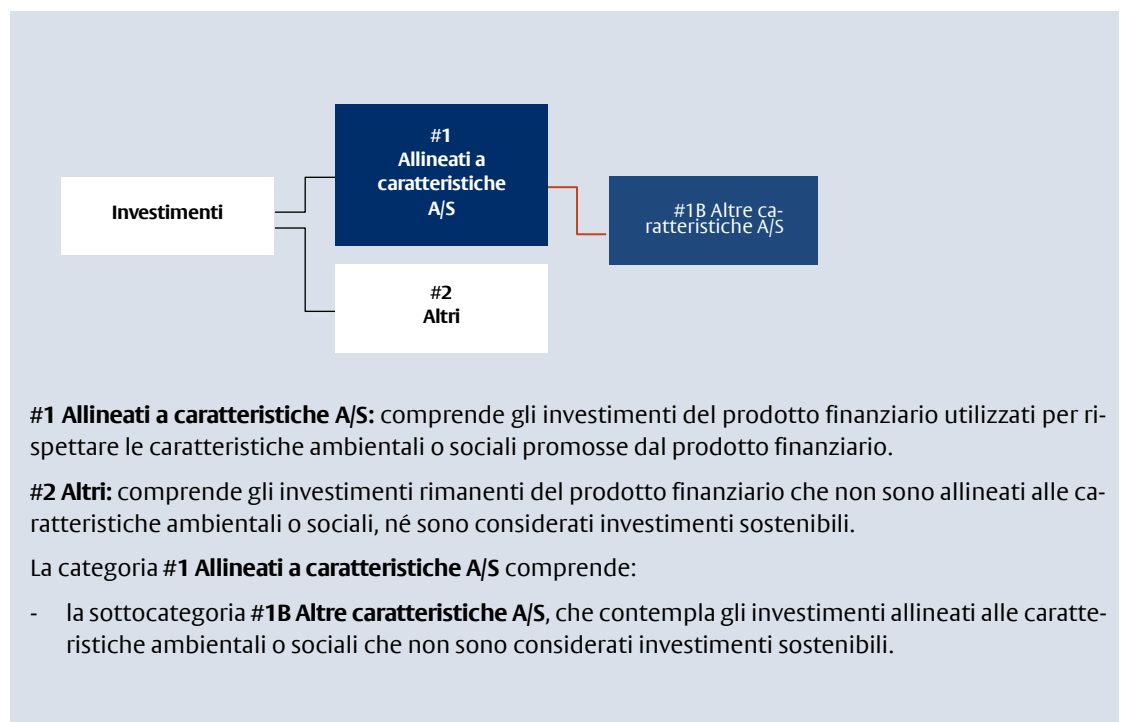 #1
Allineati a
caratteristiche
A/S
Investimenti
#1B Altre ca-
ratteristiche A/S
#2
Altri
#1 Allineati a caratteristiche A/S: comprende gli investimenti del prodotto finanziario utilizzati per ri-
spettare le caratteristiche ambientali o sociali promosse dal prodotto finanziario.
#2 Altri: comprende gli investimenti rimanenti del prodotto finanziario che non sono allineati alle ca-
ratteristiche ambientali o sociali, né sono considerati investimenti sostenibili.
La categoria #1 Allineati a caratteristiche A/S comprende:
- la sottocategoria #1B Altre caratteristiche A/S, che contempla gli investimenti allineati alle caratte-
ristiche ambientali o sociali che non sono considerati investimenti sostenibili.